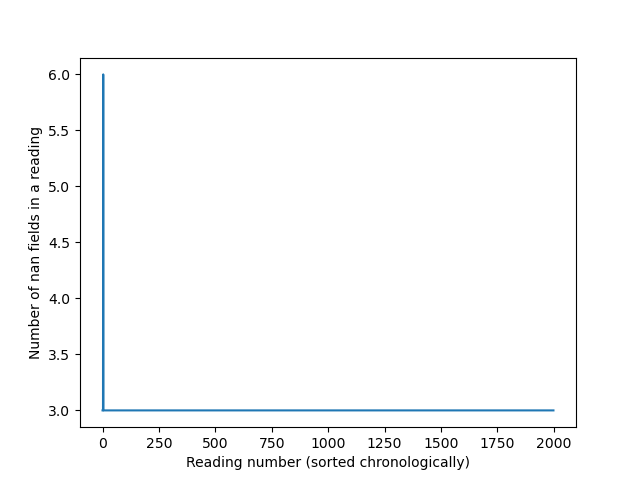 6.0
5.5
5.0
4.5
4.0
3.5
3.0
Number of nan fields in a reading
0 250 500 750 1000 1250 1500 1750 2000
Reading number (sorted chronologically)